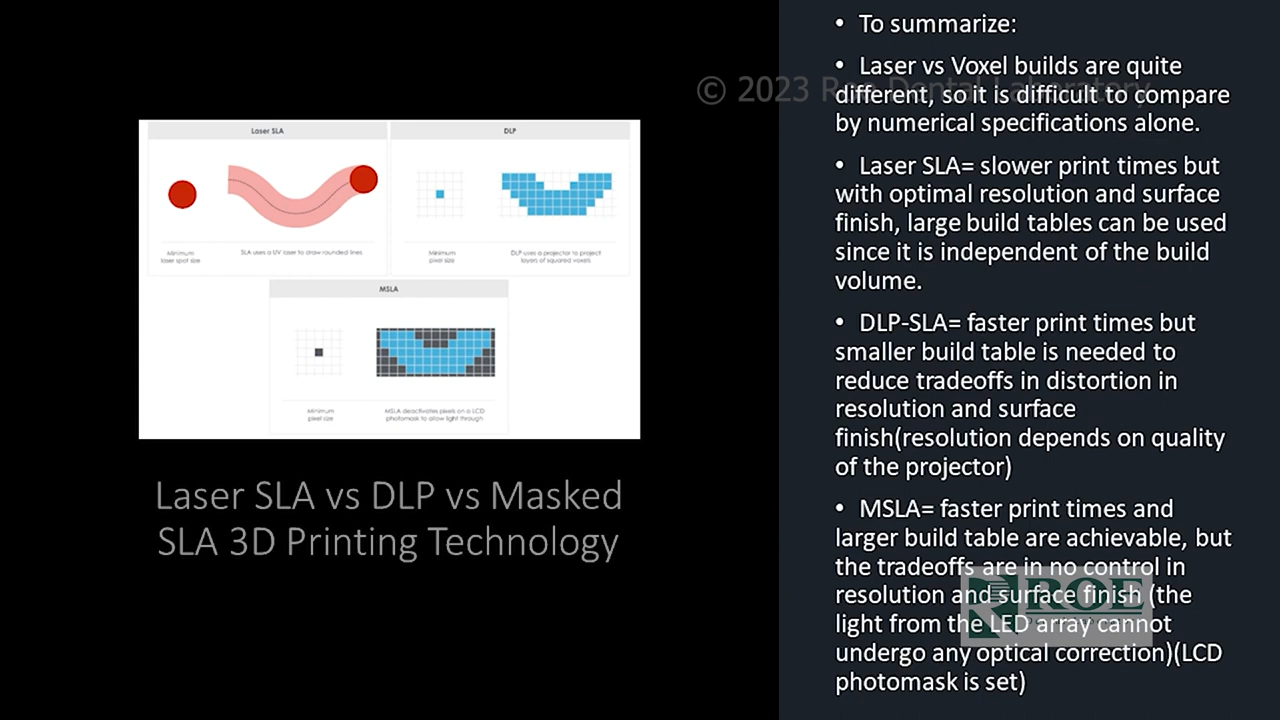 Laser SLA
DLP
Minimum
laser spot size
SLA uses a UV laser to draw rounded lines
Minimum
pixel size
DLP uses a projector to project
layers of squared voxels
MSLA
Minimum
pixel size
MSLA deactivates pixels on a LCD
photomask to allow light through
Laser SLA vs DLP vs Masked
SLA 3D Printing Technology
• To summarize:
• Laser vs Voxel builds are quite
different, so it is difficult to compare
by numerical specifications alone.
• Laser SLA= slower print times but
with optimal resolution and surface
finish, large build tables can be used
since it is independent of the build
volume.
• DLP-SLA= faster print times but
smaller build table is needed to
reduce tradeoffs in distortion in
resolution and surface
finish(resolution depends on quality
of the projector)
• MSLA= faster print times and
larger build table are achievable, but
the tradeoffs are in no control in
resolution and surface finish (the
light from the LED array cannot
undergo any optical correction)(LCD
photomask is set)
© 2023 Roe Dental Laboratory
ROE